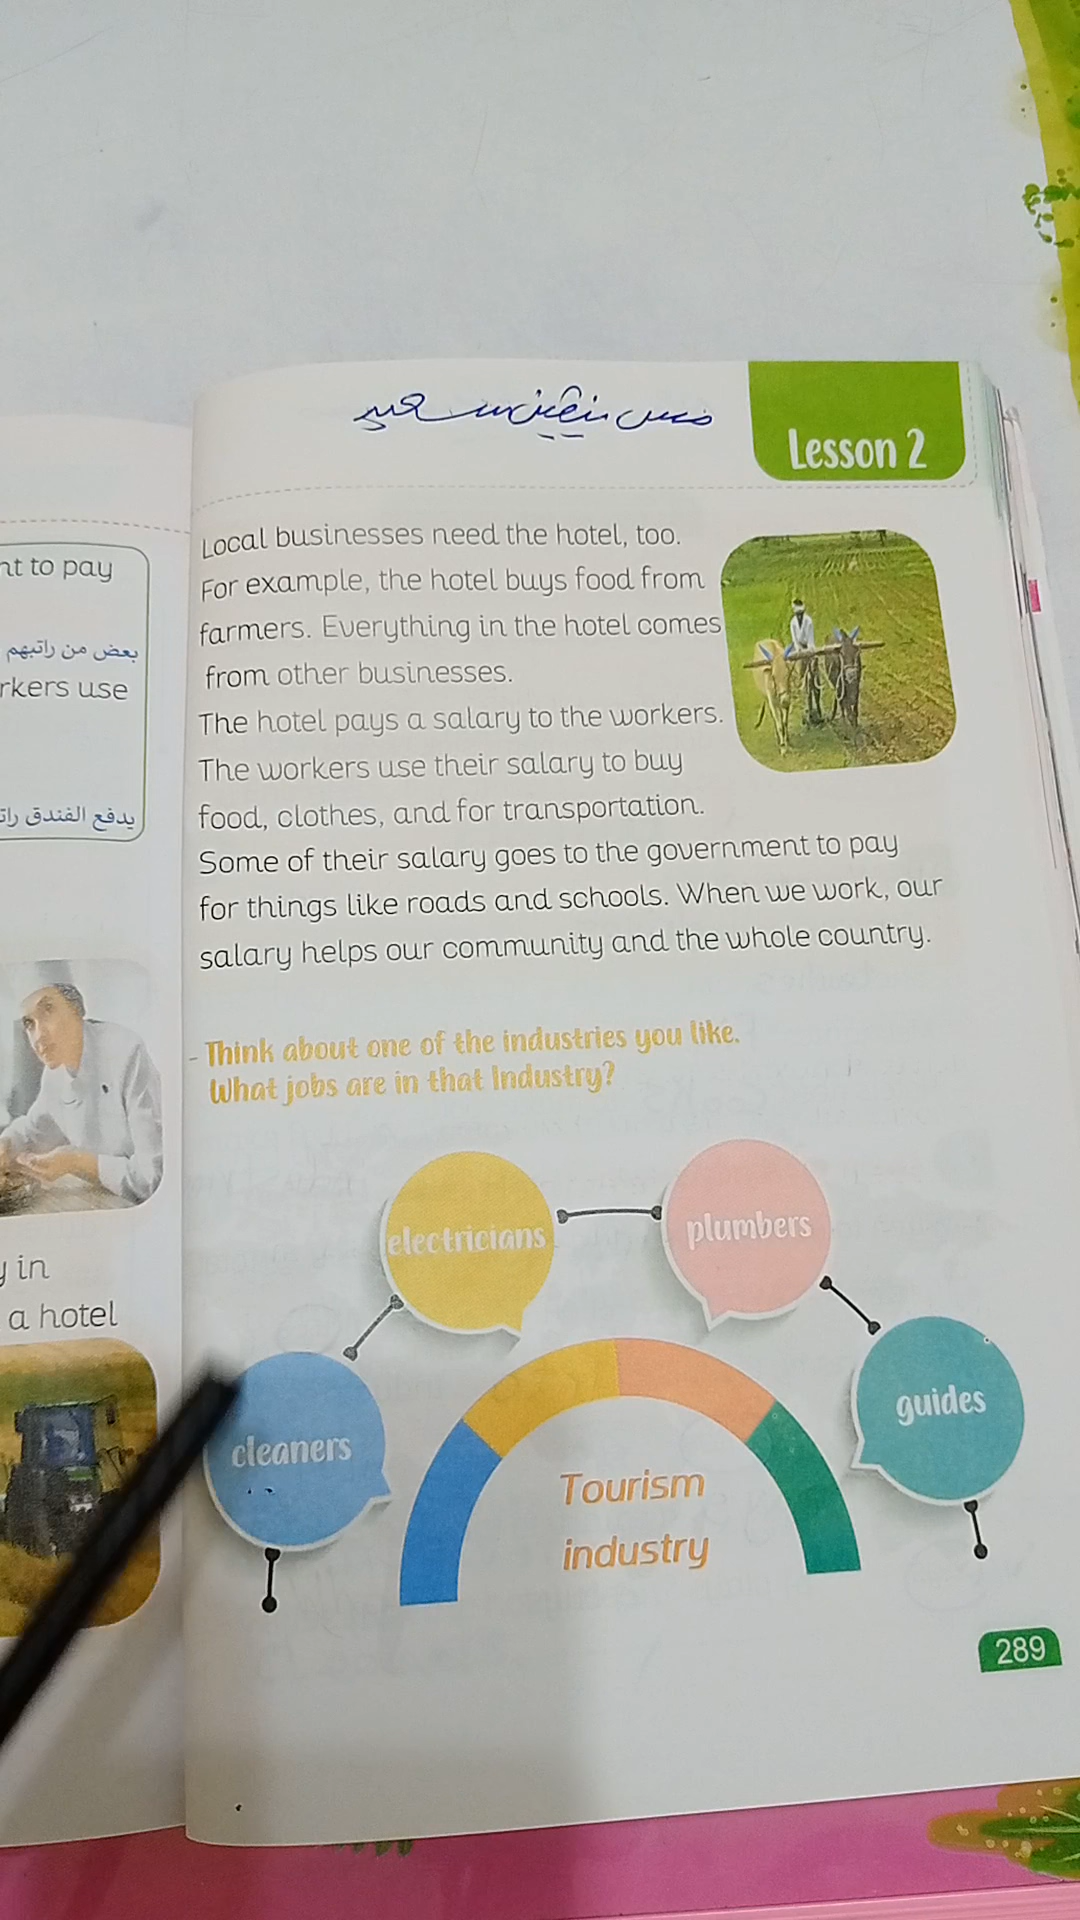 Lesson 2
nt to pay
بعض من راتبهم
rkers use
يدفع الفندق
y in
a hotel
Local businesses need the hotel, too.
For example, the hotel buys food from
farmers. Everything in the hotel comes
from other businesses.
The hotel pays a salary to the workers.
The workers use their salary to buy
food, clothes, and for transportation.
Some of their salary goes to the government to pay
for things like roads and schools. When we work, our
salary helps our community and the whole country.
- Think about one of the industries you like.
What jobs are in that Industry?
electricians
plumbers
cleaners
guides
Tourism
industry
289